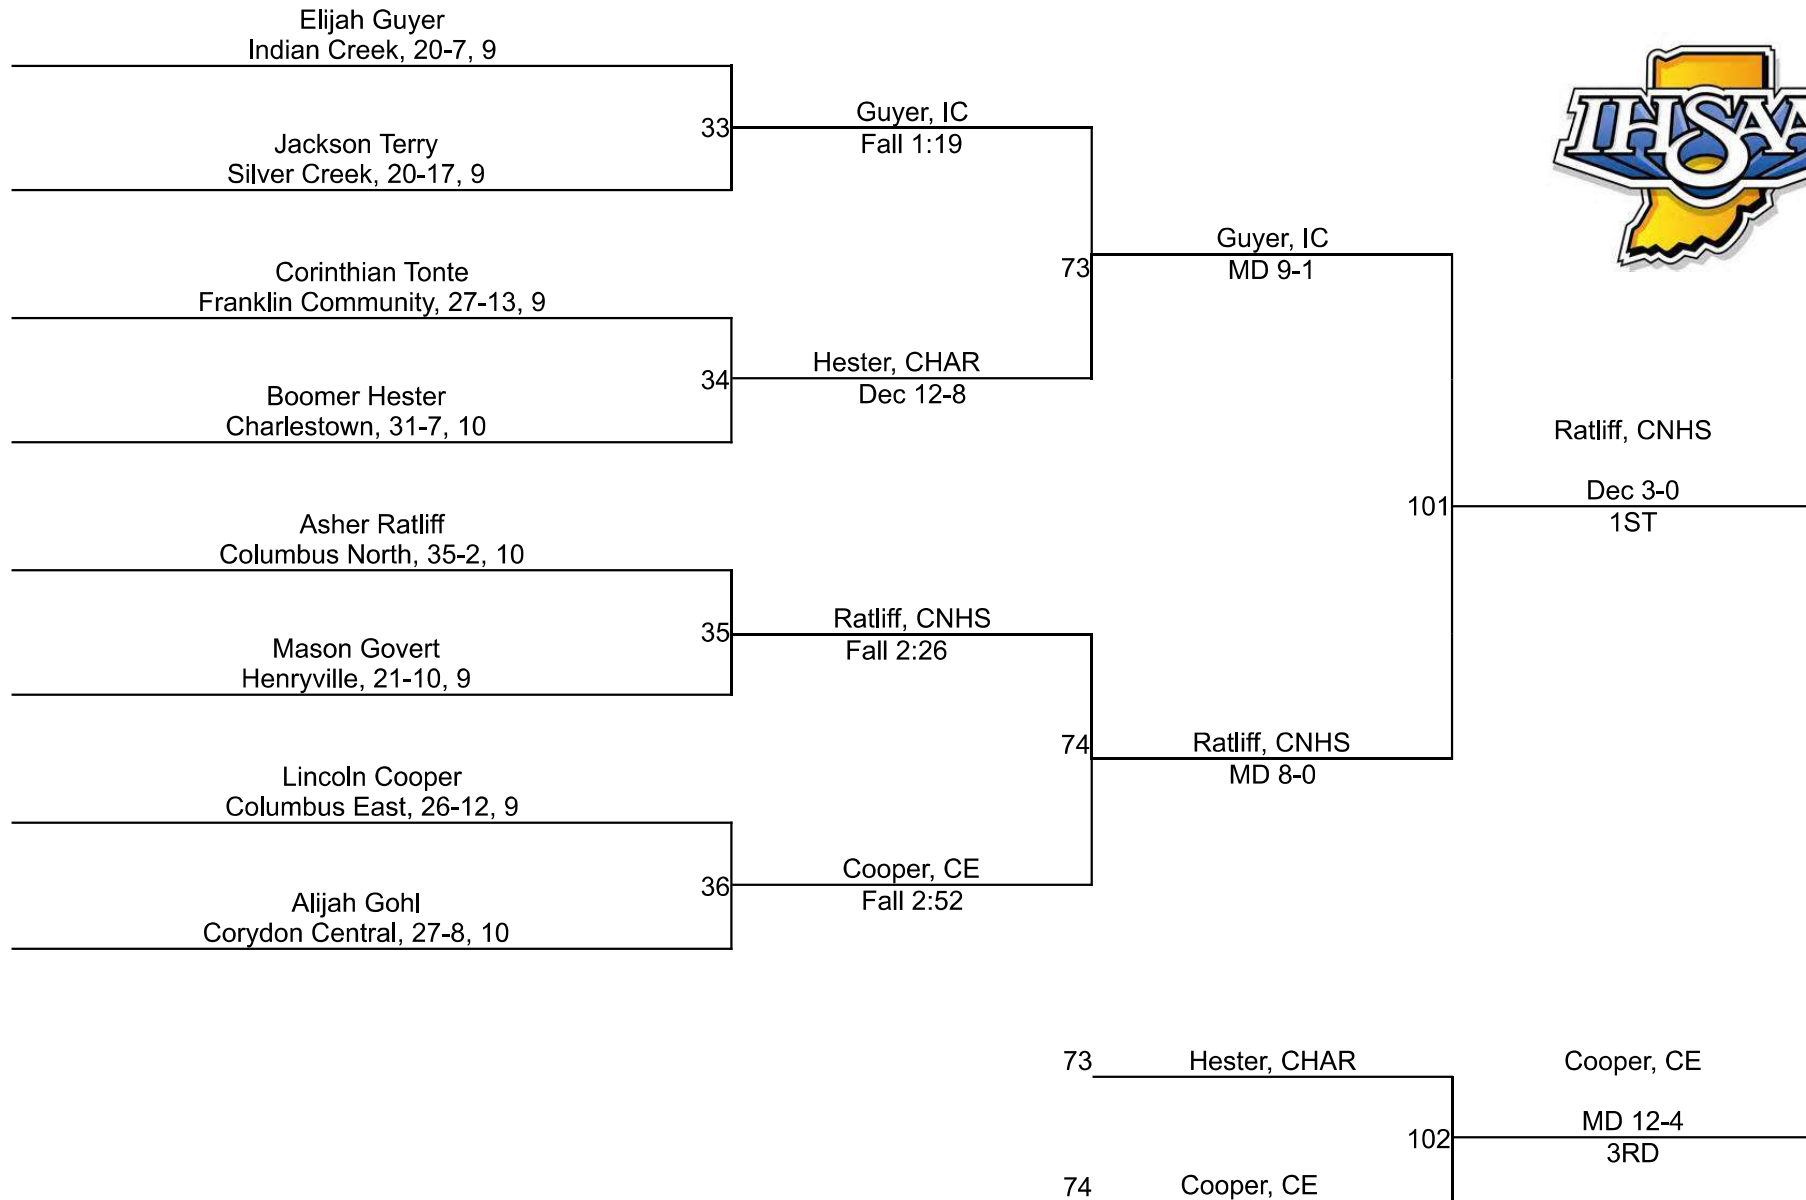 Elijah Guyer
Indian Creek, 20-7, 9
Jackson Terry
Silver Creek, 20-17, 9
Corinthian Tonte
Franklin Community, 27-13, 9
Boomer Hester
Charlestown, 31-7, 10
Asher Ratliff
Columbus North, 35-2, 10
Mason Govert
Henryville, 21-10, 9
Lincoln Cooper
Columbus East, 26-12, 9
Alijah Gohl
Corydon Central, 27-8, 10
33
Guyer, IC
Fall 1:19
34
Hester, CHAR
Dec 12-8
35
Ratliff, CNHS
Fall 2:26
36
Cooper, CE
Fall 2:52
73
Guyer, IC
MD 9-1
74
Ratliff, CNHS
MD 8-0
IHSAA
101
Ratliff, CNHS
Dec 3-0
1ST
73
Hester, CHAR
74
Cooper, CE
102
Cooper, CE
MD 12-4
3RD